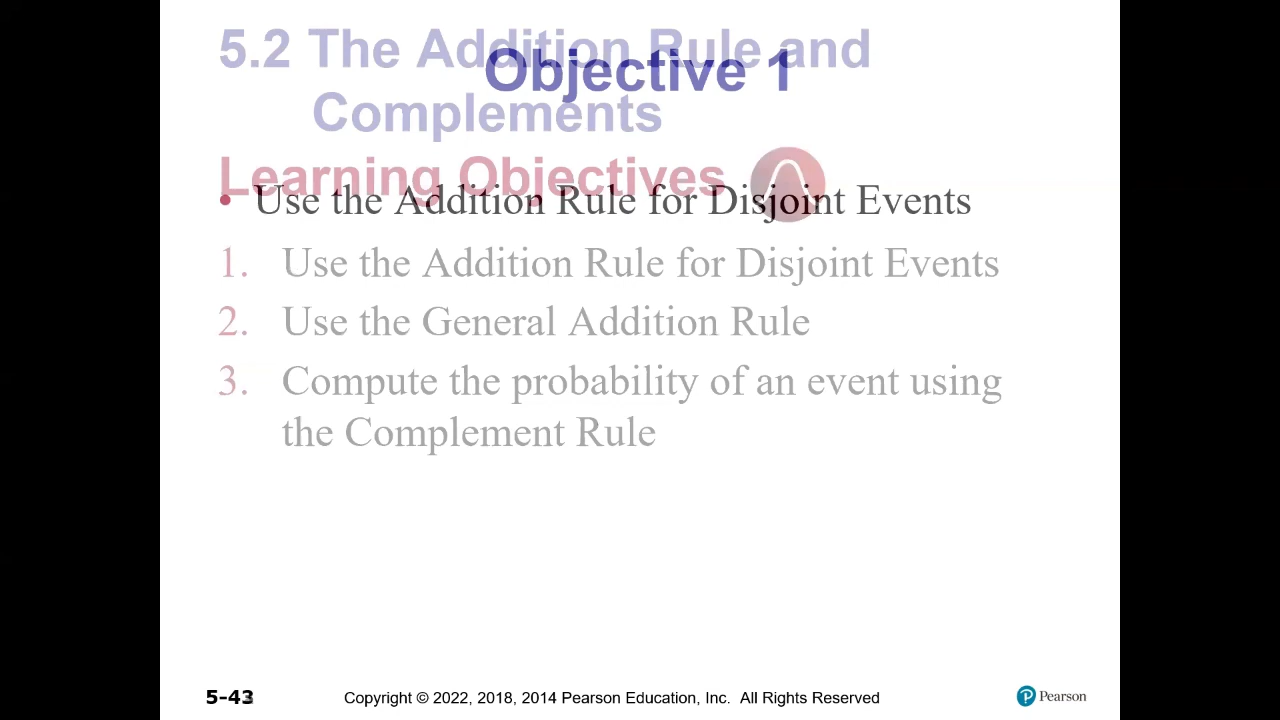 5.2 The Addition Rule and
Objective 1
Complements
Learning Objectives
• Use the Addition Rule for Disjoint Events
1. Use the Addition Rule for Disjoint Events
2. Use the General Addition Rule
3. Compute the probability of an event using
the Complement Rule
5-43
Copyright © 2022, 2018, 2014 Pearson Education, Inc. All Rights Reserved
P Pearson